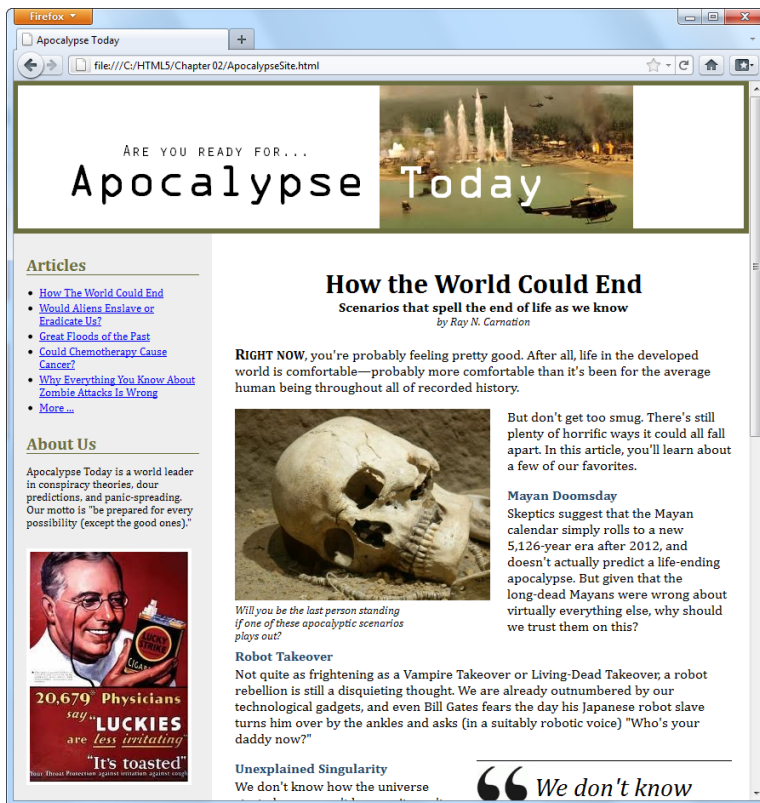 Firefox
Apocalypse Today
file:///C:/HTML5/Chapter 02/ApocalypseSite.html
ARE YOU READY FOR...
Apocalypse Today
Articles
How The World Could End
Would Aliens Enslave or
Eradicate Us?
Great Floods of the Past
Could Chemotherapy Cause
Cancer?
Why Everything You Know About
Zombie Attacks Is Wrong
More ...
About Us
Apocalypse Today is a world leader
in conspiracy theories, dour
predictions, and panic-spreading.
Our motto is "be prepared for every
possibility (except the good ones)."
LUCKY
STRIKE
20,679* Physicians
say "LUCKIES
are less irritating"
"It's toasted"
Your Throat Protection against irritation against cough
How the World Could End
Scenarios that spell the end of life as we know
by Ray N. Carnation
RIGHT NOW, you're probably feeling pretty good. After all, life in the developed
world is comfortable—probably more comfortable than it's been for the average
human being throughout all of recorded history.
But don't get too smug. There's still
plenty of horrific ways it could all fall
apart. In this article, you'll learn about
a few of our favorites.
Mayan Doomsday
Skeptics suggest that the Mayan
calendar simply rolls to a new
5,126-year era after 2012, and
doesn't actually predict a life-ending
apocalypse. But given that the
long-dead Mayans were wrong about
virtually everything else, why should
we trust them on this?
Will you be the last person standing
if one of these apocalyptic scenarios
plays out?
Robot Takeover
Not quite as frightening as a Vampire Takeover or Living-Dead Takeover, a robot
rebellion is still a disquieting thought. We are already outnumbered by our
technological gadgets, and even Bill Gates fears the day his Japanese robot slave
turns him over by the ankles and asks (in a suitably robotic voice) "Who's your
daddy now?"
Unexplained Singularity
We don't know how the universe
“ We don't know